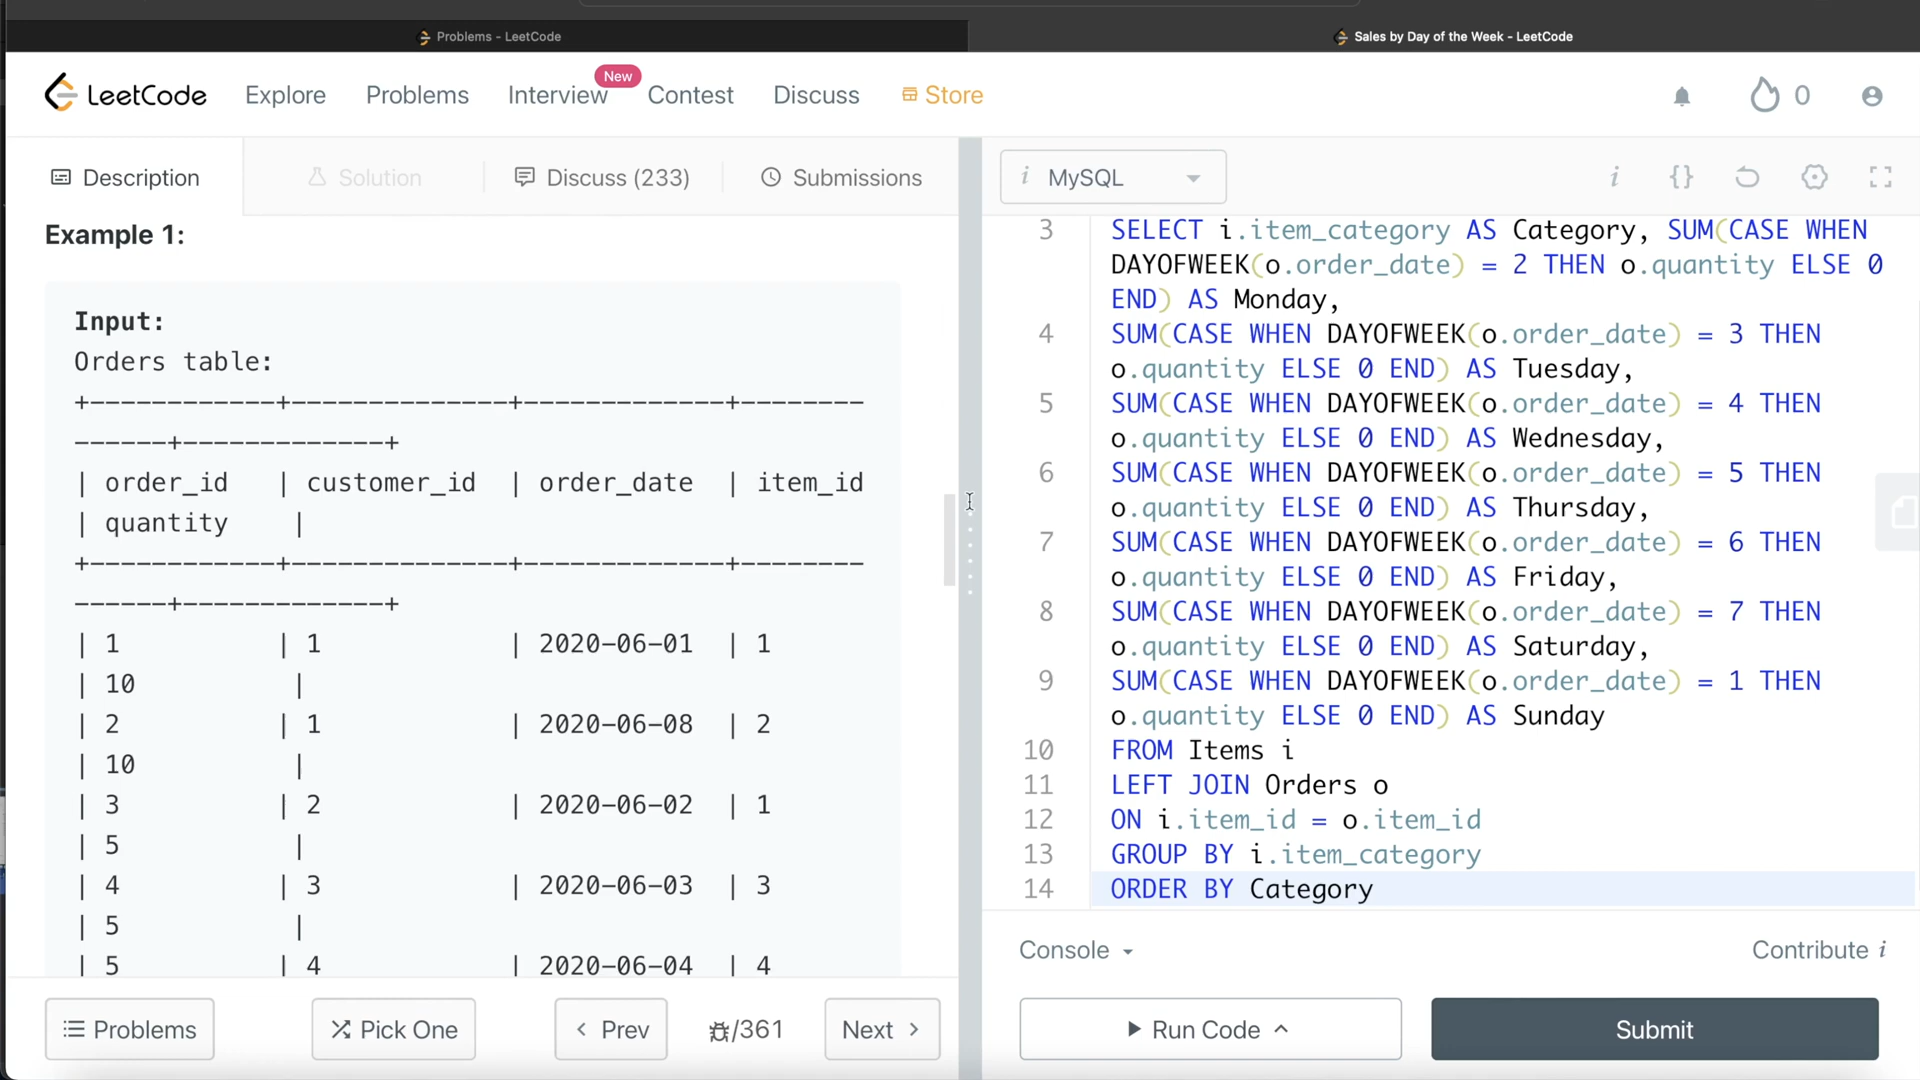 Problems - LeetCode
Sales by Day of the Week - LeetCode
LeetCode
Explore
Problems
Interview
New
Contest
Discuss
Store
0
Description
Solution
Discuss (233)
Submissions
Example 1:
Input:
Orders table:
+------------+---------------+-------------+--------
------+-------------+
| order_id | customer_id | order_date | item_id
| quantity |
+------------+---------------+-------------+--------
------+-------------+
| 1 | 1 | 2020-06-01 | 1
| 10 |
| 2 | 1 | 2020-06-08 | 2
| 10 |
| 3 | 2 | 2020-06-02 | 1
| 5 |
| 4 | 3 | 2020-06-03 | 3
| 5 |
| 5 | 4 | 2020-06-04 | 4
Problems
Pick One
Prev
/361
Next
i MySQL
i {}
3 SELECT i.item_category AS Category, SUM(CASE WHEN
DAYOFWEEK(o.order_date) = 2 THEN o.quantity ELSE 0
END) AS Monday,
4 SUM(CASE WHEN DAYOFWEEK(o.order_date) = 3 THEN
o.quantity ELSE 0 END) AS Tuesday,
5 SUM(CASE WHEN DAYOFWEEK(o.order_date) = 4 THEN
o.quantity ELSE 0 END) AS Wednesday,
6 SUM(CASE WHEN DAYOFWEEK(o.order_date) = 5 THEN
o.quantity ELSE 0 END) AS Thursday,
7 SUM(CASE WHEN DAYOFWEEK(o.order_date) = 6 THEN
o.quantity ELSE 0 END) AS Friday,
8 SUM(CASE WHEN DAYOFWEEK(o.order_date) = 7 THEN
o.quantity ELSE 0 END) AS Saturday,
9 SUM(CASE WHEN DAYOFWEEK(o.order_date) = 1 THEN
o.quantity ELSE 0 END) AS Sunday
10 FROM Items i
11 LEFT JOIN Orders o
12 ON i.item_id = o.item_id
13 GROUP BY i.item_category
14 ORDER BY Category
Console
Contribute i
Run Code
Submit